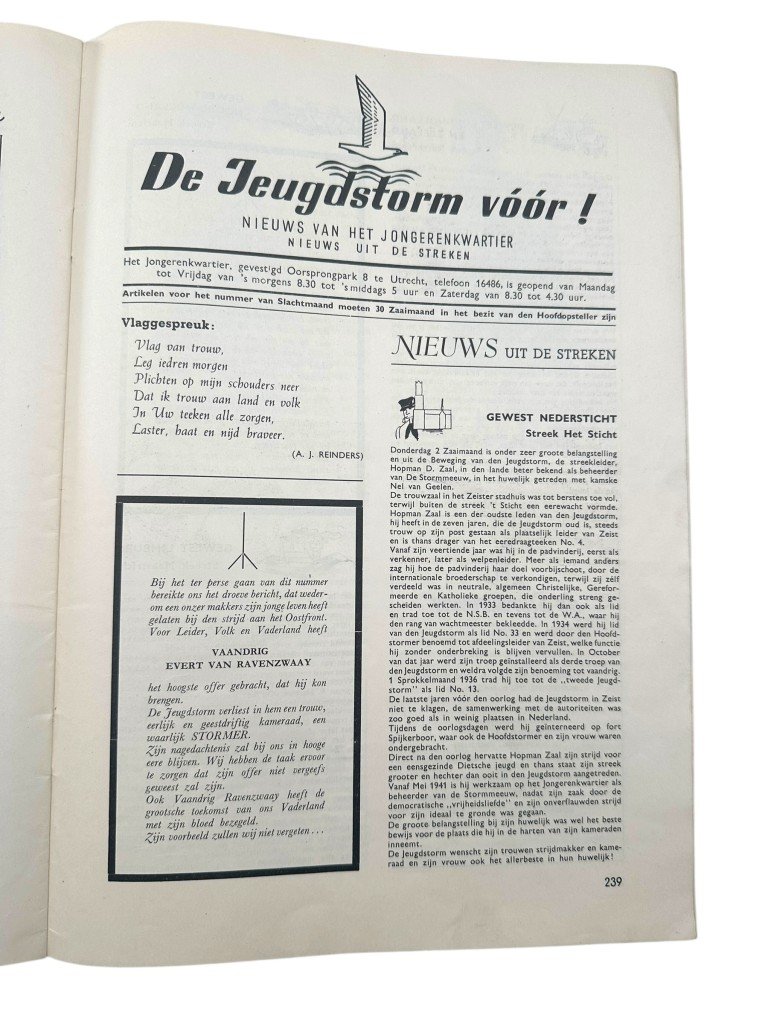 De Jeugdstorm vóór !
NIEUWS VAN HET JONGERENKWARTIER
NIEUWS UIT DE STREKEN
Het Jongerenkwartier, gevestigd Oorsprongpark 8 te Utrecht, telefoon 16486, is geopend van Maandag
tot Vrijdag van 's morgens 8.30 tot 's middags 5 uur en Zaterdag van 8.30 tot 4.30 uur.
Artikelen voor het nummer van Slachtmaand moeten 30 Zaaimaand in het bezit van den Hoofdopsteller zijn
Vlaggespreuk:
Vlag van trouw,
Leg iedren morgen
Plichten op mijn schouders neer
Dat ik trouw aan land en volk
In Uw teeken alle zorgen,
Laster, haat en nijd braveer.
(A. J. REINDERS)
Bij het ter perse gaan van dit nummer
bereikte ons het droeve bericht, dat weder-
om een onzer makkers zijn jonge leven heeft
gelaten bij den strijd aan het Oostfront.
Voor Leider, Volk en Vaderland heeft
VAANDRIG
EVERT VAN RAVENZWAAY
het hoogste offer gebracht, dat hij kon
brengen.
De Jeugdstorm verliest in hem een trouw,
eerlijk en geestdriftig kameraad, een
waarlijk STORMER.
Zijn nagedachtenis zal bij ons in hooge
eere blijven. Wij hebben de taak ervoor
te zorgen dat zijn offer niet vergeefs
geweest zal zijn.
Ook Vaandrig Ravenzwaay heeft de
grootsche toekomst van ons Vaderland
met zijn bloed bezegeld.
Zijn voorbeeld zullen wij niet vergeten . . .
NIEUWS UIT DE STREKEN
GEWEST NEDERSTICHT
Streek Het Sticht
Donderdag 2 Zaaimaand is onder zeer groote belangstelling
en uit de Beweging van den Jeugdstorm, de streekleider,
Hopman D. Zaal, in den lande beter bekend als beheerder
van De Stormmeeuw, in het huwelijk getreden met kamske
Nel van Geelen.
De trouwzaal in het Zeister stadhuis was tot berstens toe vol,
terwijl buiten de streek 't Sticht een eerewacht vormde.
Hopman Zaal is een der oudste leden van den Jeugdstorm,
hij heeft in de zeven jaren, die de Jeugdstorm oud is, steeds
trouw op zijn post gestaan als plaatselijk leider van Zeist
en is thans drager van het eeredraagteeken No. 4.
Vanaf zijn veertiende jaar was hij in de padvinderij, eerst als
verkenner, later als welpenleider. Meer als iemand anders
zag hij hoe de padvinderij haar doel voorbijschoot, door de
internationale broederschap te verkondigen, terwijl zij zélf
verdeeld was in neutrale, algemeen Christelijke, Gerefor-
meerde en Katholieke groepen, die onderling streng ge-
scheiden werkten. In 1933 bedankte hij dan ook als lid
en trad toe tot de N.S.B. en tevens tot de W.A., waar hij
den rang van wachtmeester bekleedde. In 1934 werd hij lid
van den Jeugdstorm als lid No. 33 en werd door den Hoofd-
stormer benoemd tot afdeelingsleider van Zeist, welke functie
hij zonder onderbreking is blijven vervullen. In October
van dat jaar werd zijn troep geïnstalleerd als derde troep van
den Jeugdstorm en weldra volgde zijn benoeming tot vaandrig.
1 Sprokkelmaand 1936 trad hij toe tot de „tweede Jeugd-
storm" als lid No. 13.
De laatste jaren vóór den oorlog had de Jeugdstorm in Zeist
niet te klagen, de samenwerking met de autoriteiten was
zoo goed als in weinig plaatsen in Nederland.
Tijdens de oorlogsdagen werd hij geïnterneerd op fort
Spijkerboor, waar ook de Hoofdstormer en zijn vrouw waren
ondergebracht.
Direct na den oorlog hervatte Hopman Zaal zijn strijd voor
een eensgezinde Dietsche jeugd en thans staat zijn streek
grooter en hechter dan ooit in den Jeugdstorm aangetreden.
Vanaf Mei 1941 is hij werkzaam op het Jongerenkwartier als
beheerder van de Stormmeeuw, nadat zijn zaak door de
democratische „vrijheidsliefde" en zijn onverflauwden strijd
voor zijn ideaal te gronde was gegaan.
De groote belangstelling bij zijn huwelijk was wel het beste
bewijs voor de plaats die hij in de harten van zijn kameraden
inneemt.
De Jeugdstorm wenscht zijn trouwen strijdmakker en kame-
raad en zijn vrouw ook het allerbeste in hun huwelijk!
239